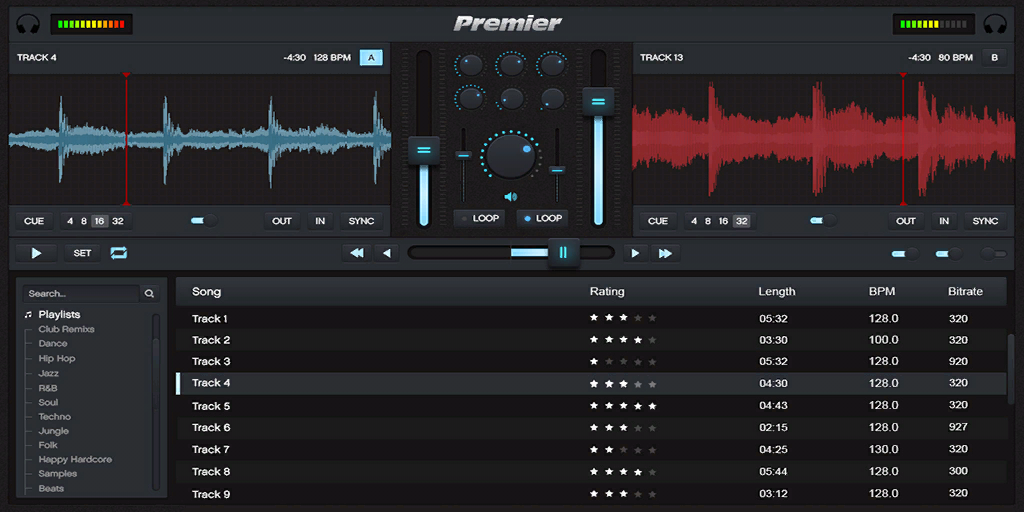 Premier
TRACK 4 -4:30 128 BPM A
TRACK 13 -4:30 80 BPM B
CUE 4 8 16 32 OUT IN SYNC
LOOP LOOP
CUE 4 8 16 32 OUT IN SYNC
SET
Search...
Playlists
Club Remixs
Dance
Hip Hop
Jazz
R&B
Soul
Techno
Jungle
Folk
Happy Hardcore
Samples
Beats
Song Rating Length BPM Bitrate
Track 1 05:32 128.0 320
Track 2 03:30 100.0 320
Track 3 05:32 128.0 920
Track 4 04:30 128.0 320
Track 5 04:43 128.0 320
Track 6 02:15 128.0 927
Track 7 04:25 130.0 320
Track 8 05:44 128.0 300
Track 9 03:12 128.0 320